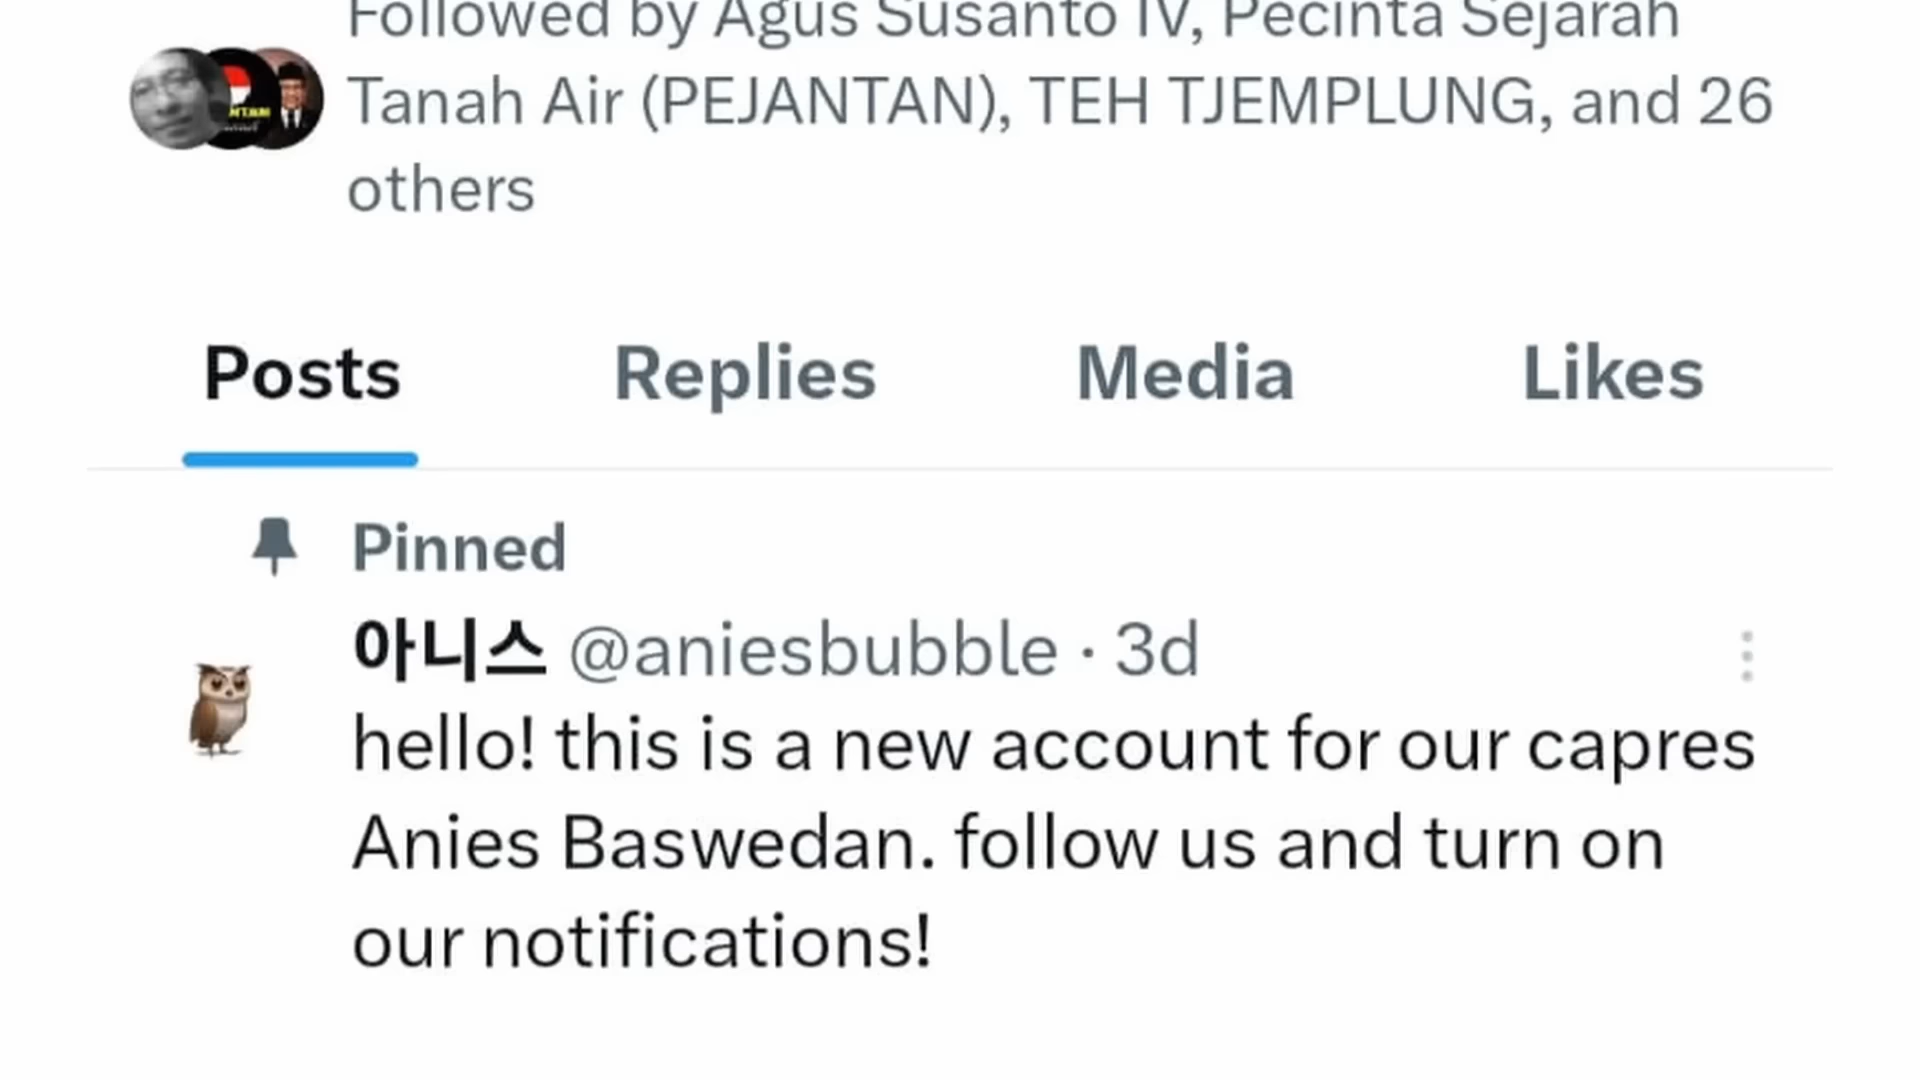 Followed by Agus Susanto IV, Pecinta Sejarah
Tanah Air (PEJANTAN), TEH TJEMPLUNG, and 26
others
Posts Replies Media Likes
Pinned
아니스 @aniesbubble · 3d
hello! this is a new account for our capres
Anies Baswedan. follow us and turn on
our notifications!